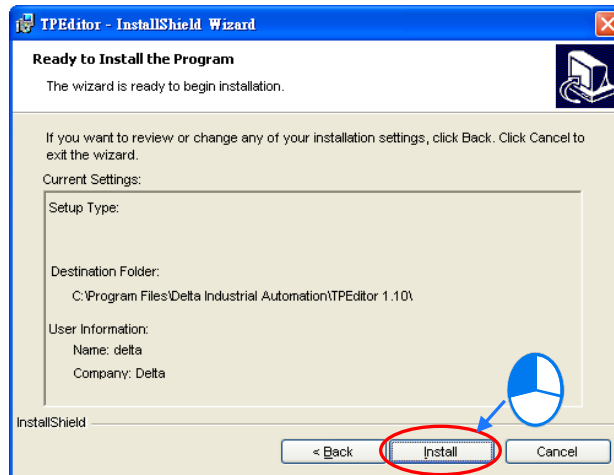 TPEditor - InstallShield Wizard
Ready to Install the Program
The wizard is ready to begin installation.
If you want to review or change any of your installation settings, click Back. Click Cancel to
exit the wizard.
Current Settings:
Setup Type:
Destination Folder:
C:\Program Files\Delta Industrial Automation\TPEditor 1.10\
User Information:
Name: delta
Company: Delta
InstallShield
< Back
Install
Cancel